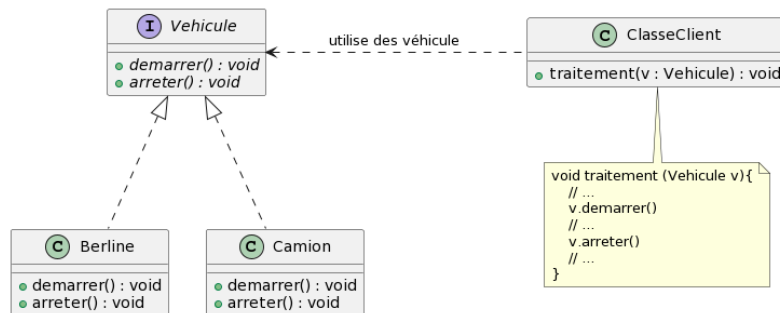 I Vehicule
demarrer() : void
arreter() : void
utilise des véhicule
C ClasseClient
traitement(v : Vehicule) : void
void traitement (Vehicule v){
// ...
v.demarrer()
// ...
v.arreter()
// ...
}
C Berline
demarrer() : void
arreter() : void
C Camion
demarrer() : void
arreter() : void